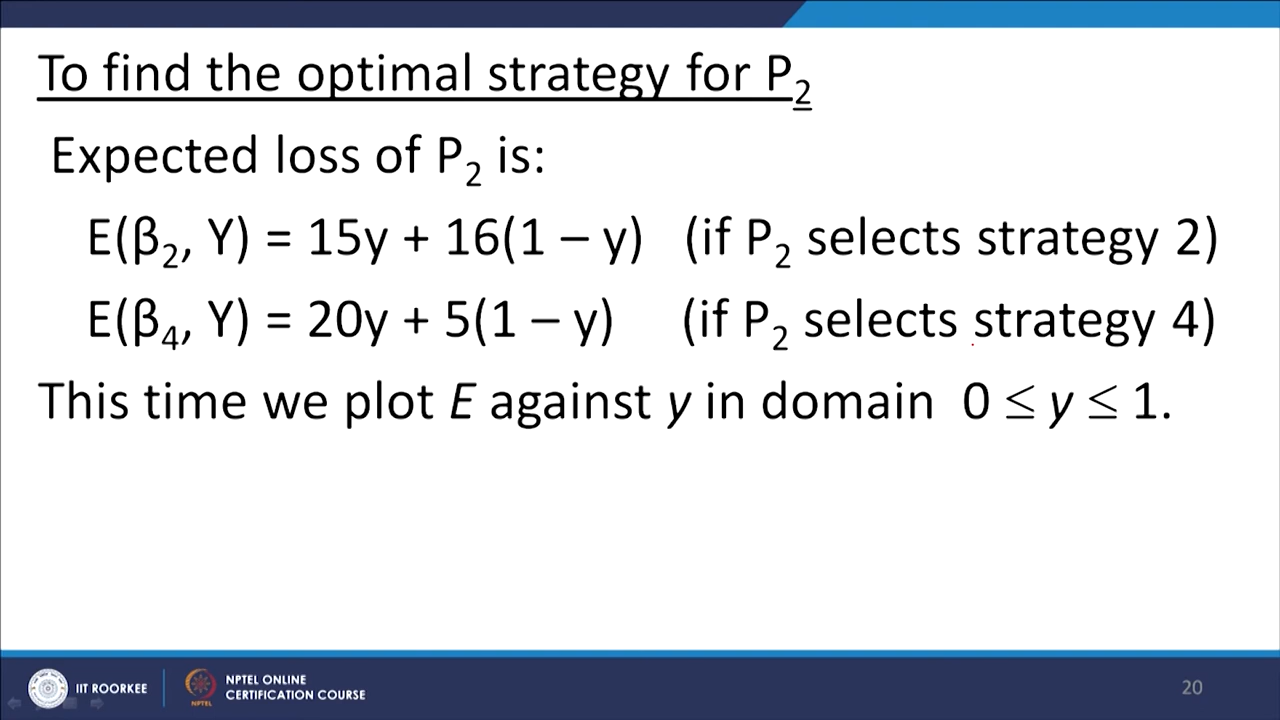 To find the optimal strategy for P₂
Expected loss of P₂ is:
E(β₂, Y) = 15y + 16(1 – y) (if P₂ selects strategy 2)
E(β₄, Y) = 20y + 5(1 – y) (if P₂ selects strategy 4)
This time we plot E against y in domain 0 ≤ y ≤ 1.
IIT ROORKEE
NPTEL
NPTEL ONLINE
CERTIFICATION COURSE
20